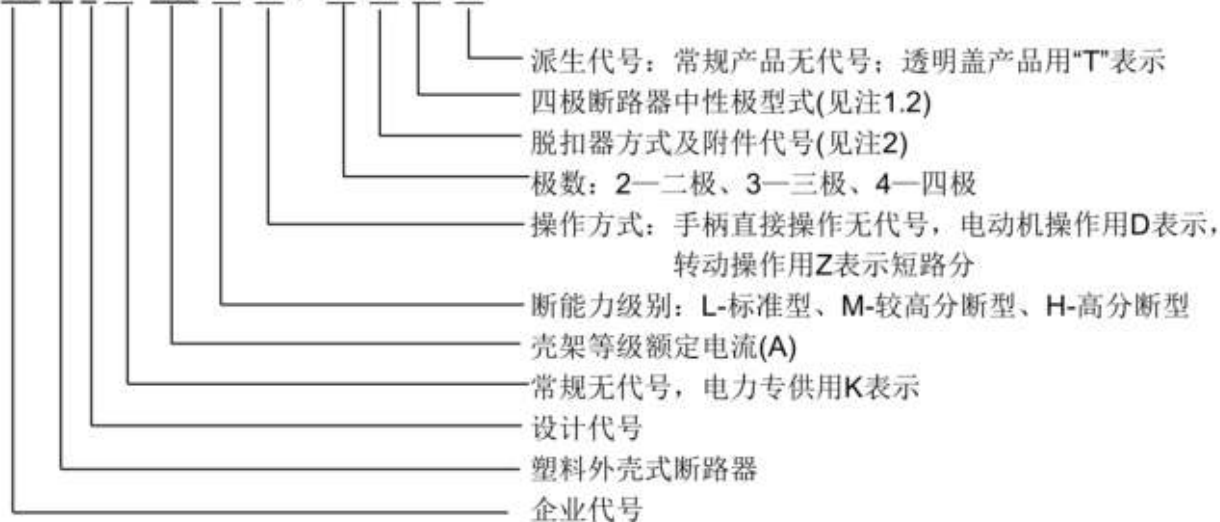 派生代号：常规产品无代号；透明盖产品用“T”表示
四极断路器中性极型式(见注1.2)
脱扣器方式及附件代号(见注2)
极数：2—二极、3—三极、4—四极
操作方式：手柄直接操作无代号，电动机操作用D表示，
转动操作用Z表示短路分
断能力级别：L-标准型、M-较高分断型、H-高分断型
壳架等级额定电流(A)
常规无代号，电力专供用K表示
设计代号
塑料外壳式断路器
企业代号